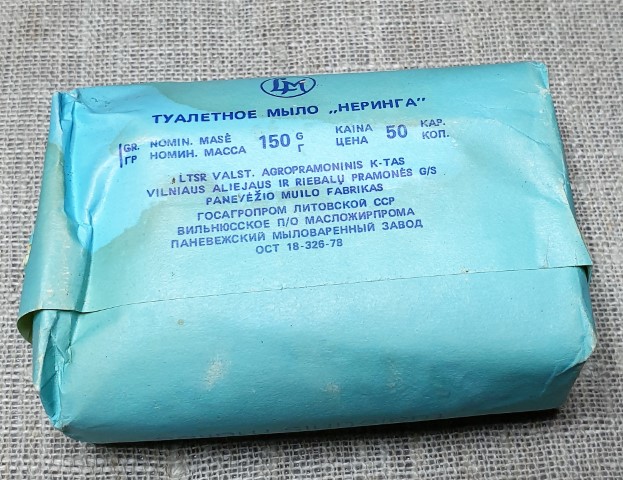 ТУАЛЕТНОЕ МЫЛО „НЕРИНГА"
GR. NOMIN. MASĖ 150 G KAINA 50 KAP.
ГР НОМИН. МАССА Г ЦЕНА КОП.
LTSR VALST. AGROPRAMONINIS K-TAS
VILNIAUS ALIEJAUS IR RIEBALŲ PRAMONĖS G/S
PANEVĖŽIO MUILO FABRIKAS
ГОСАГРОПРОМ ЛИТОВСКОЙ ССР
ВИЛЬНЮССКОЕ П/О МАСЛОЖИРПРОМА
ПАНЕВЕЖСКИЙ МЫЛОВАРЕННЫЙ ЗАВОД
ОСТ 18-326-78